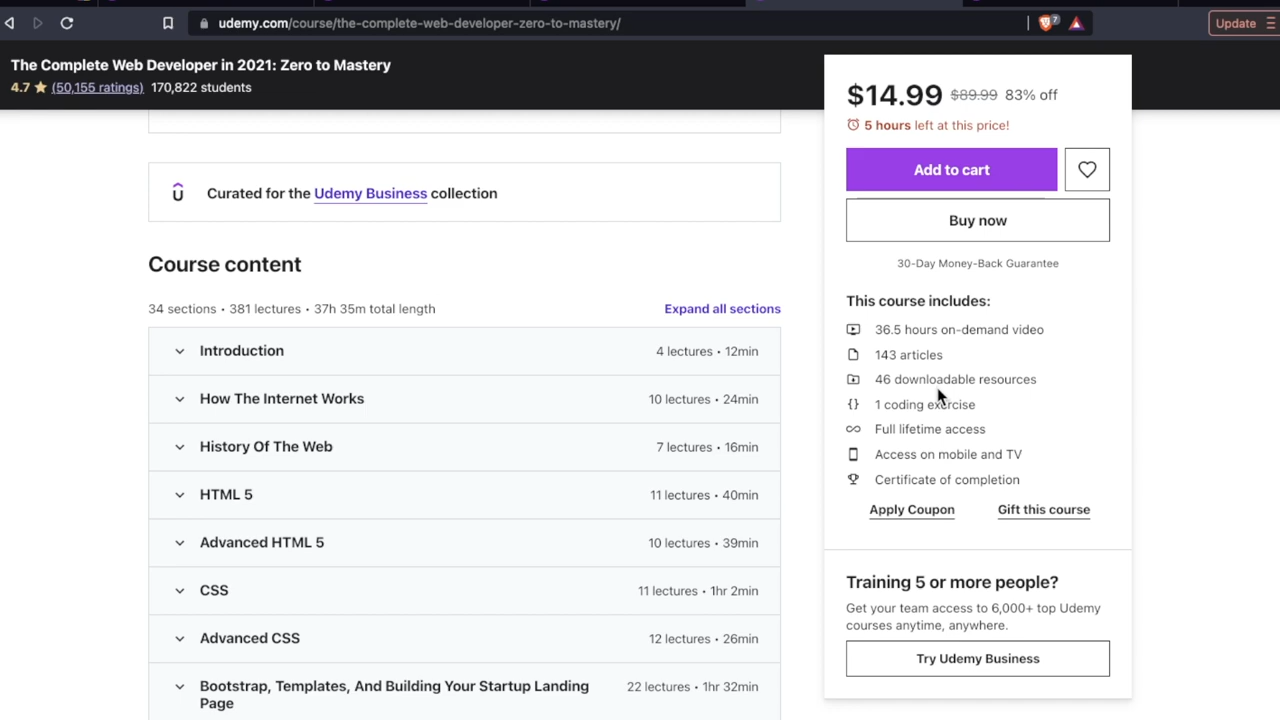 udemy.com/course/the-complete-web-developer-zero-to-mastery/
7
Update
The Complete Web Developer in 2021: Zero to Mastery
4.7 ★ (50,155 ratings) 170,822 students
$14.99 $89.99 83% off
5 hours left at this price!
Add to cart
Buy now
30-Day Money-Back Guarantee
This course includes:
36.5 hours on-demand video
143 articles
46 downloadable resources
1 coding exercise
Full lifetime access
Access on mobile and TV
Certificate of completion
Apply Coupon Gift this course
Training 5 or more people?
Get your team access to 6,000+ top Udemy
courses anytime, anywhere.
Try Udemy Business
Curated for the Udemy Business collection
Course content
34 sections • 381 lectures • 37h 35m total length Expand all sections
Introduction 4 lectures • 12min
How The Internet Works 10 lectures • 24min
History Of The Web 7 lectures • 16min
HTML 5 11 lectures • 40min
Advanced HTML 5 10 lectures • 39min
CSS 11 lectures • 1hr 2min
Advanced CSS 12 lectures • 26min
Bootstrap, Templates, And Building Your Startup Landing 22 lectures • 1hr 32min
Page